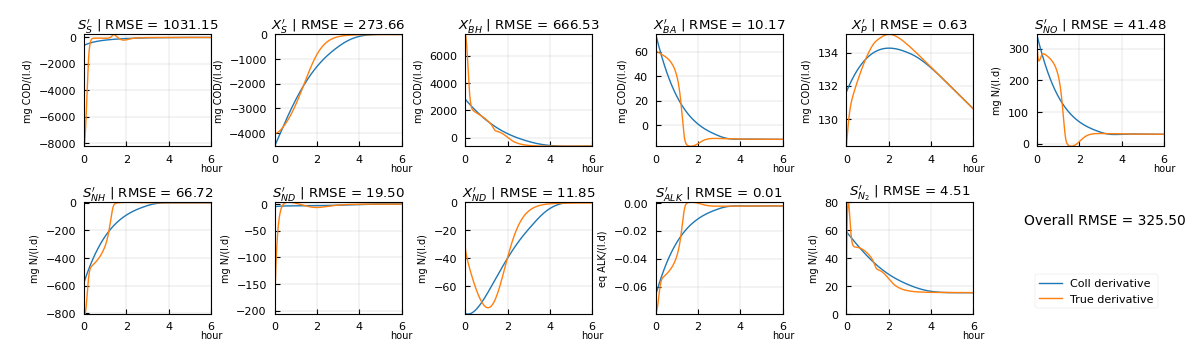 S'_S | RMSE = 1031.15
X'_S | RMSE = 273.66
X'_BH | RMSE = 666.53
X'_BA | RMSE = 10.17
X'_P | RMSE = 0.63
S'_NO | RMSE = 41.48
mg COD/(l.d)
0
−2000
−4000
−6000
−8000
0 2 4 6
hour
mg COD/(l.d)
0
−1000
−2000
−3000
−4000
0 2 4 6
hour
mg COD/(l.d)
6000
4000
2000
0
0 2 4 6
hour
mg COD/(l.d)
60
40
20
0
0 2 4 6
hour
mg COD/(l.d)
134
132
130
0 2 4 6
hour
mg N/(l.d)
300
200
100
0
0 2 4 6
hour
S'_NH | RMSE = 66.72
S'_ND | RMSE = 19.50
X'_ND | RMSE = 11.85
S'_ALK | RMSE = 0.01
S'_N2 | RMSE = 4.51
mg N/(l.d)
0
−200
−400
−600
−800
0 2 4 6
hour
mg N/(l.d)
0
−50
−100
−150
−200
0 2 4 6
hour
mg N/(l.d)
0
−20
−40
−60
0 2 4 6
hour
eq ALK/(l.d)
0.00
−0.02
−0.04
−0.06
0 2 4 6
hour
mg N/(l.d)
80
60
40
20
0
0 2 4 6
hour
Overall RMSE = 325.50
Coll derivative
True derivative